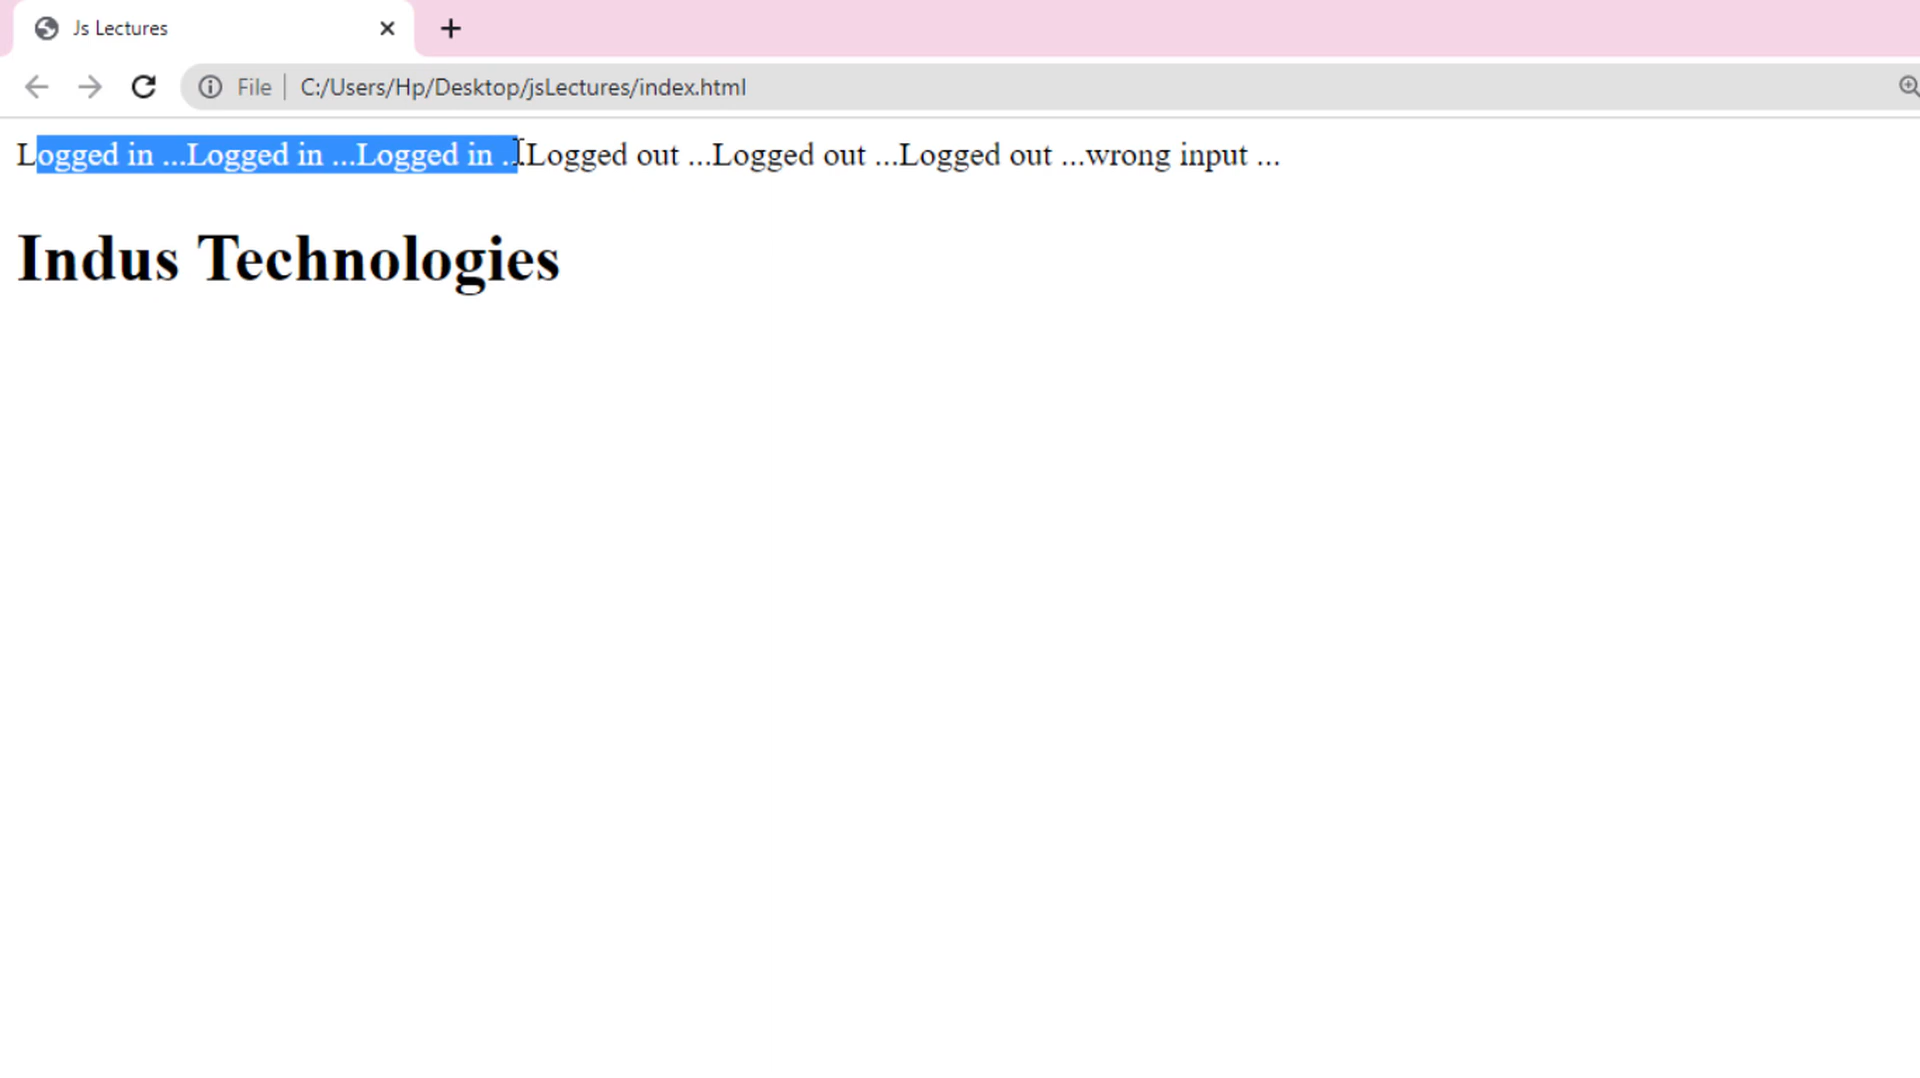 Js Lectures
File | C:/Users/Hp/Desktop/jsLectures/index.html
Logged in ...Logged in ...Logged in ...Logged out ...Logged out ...Logged out ...wrong input ...
Indus Technologies